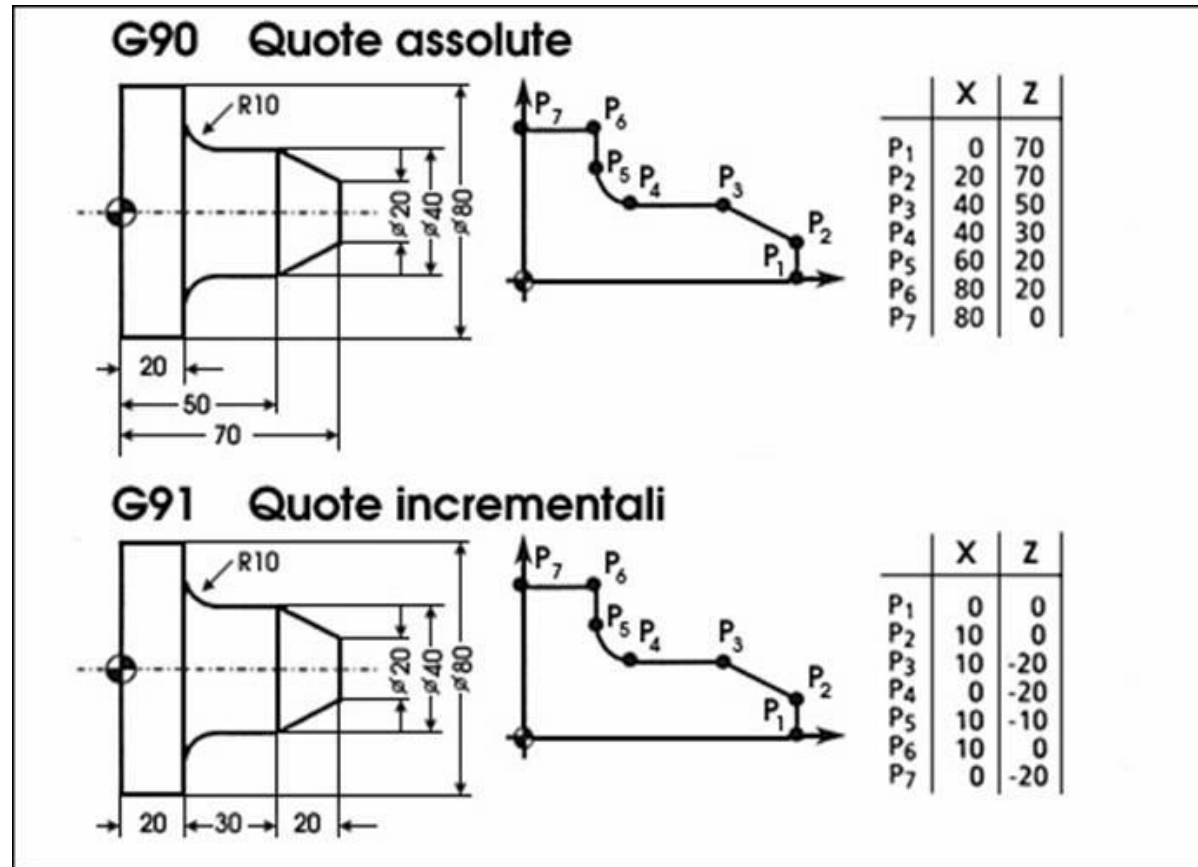 G90 Quote assolute
R10
ø20 ø40 ø80
20
50
70
P7 P6
P5 P4 P3
P2
P1
X Z
P1 0 70
P2 20 70
P3 40 50
P4 40 30
P5 60 20
P6 80 20
P7 80 0
G91 Quote incrementali
R10
ø20 ø40 ø80
20 30 20
P7 P6
P5 P4 P3
P2
P1
X Z
P1 0 0
P2 10 0
P3 10 -20
P4 0 -20
P5 10 -10
P6 10 0
P7 0 -20